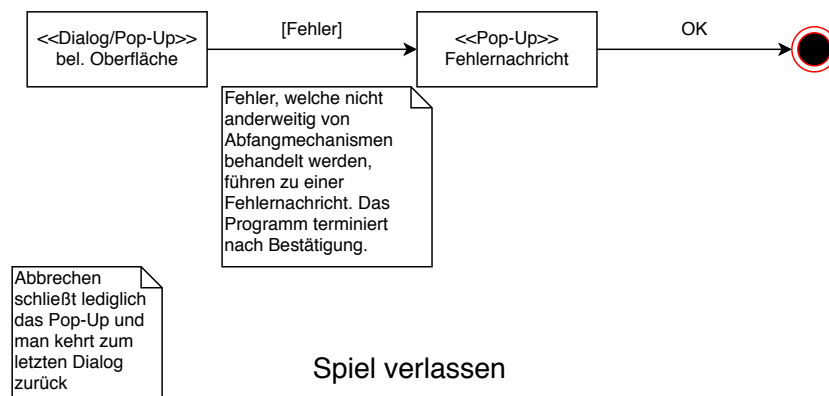 <<Dialog/Pop-Up>>
bel. Oberfläche
[Fehler]
<<Pop-Up>>
Fehlernachricht
OK
Fehler, welche nicht
anderweitig von
Abfangmechanismen
behandelt werden,
führen zu einer
Fehlernachricht. Das
Programm terminiert
nach Bestätigung.
Abbrechen
schließt lediglich
das Pop-Up und
man kehrt zum
letzten Dialog
zurück
Spiel verlassen